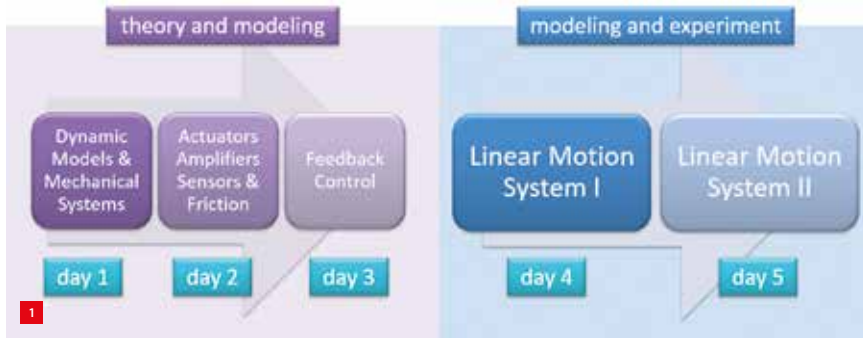 theory and modeling
modeling and experiment
Dynamic
Models &
Mechanical
Systems
Actuators
Amplifiers
Sensors &
Friction
Feedback
Control
Linear Motion
System I
Linear Motion
System II
day 1
day 2
day 3
day 4
day 5
1